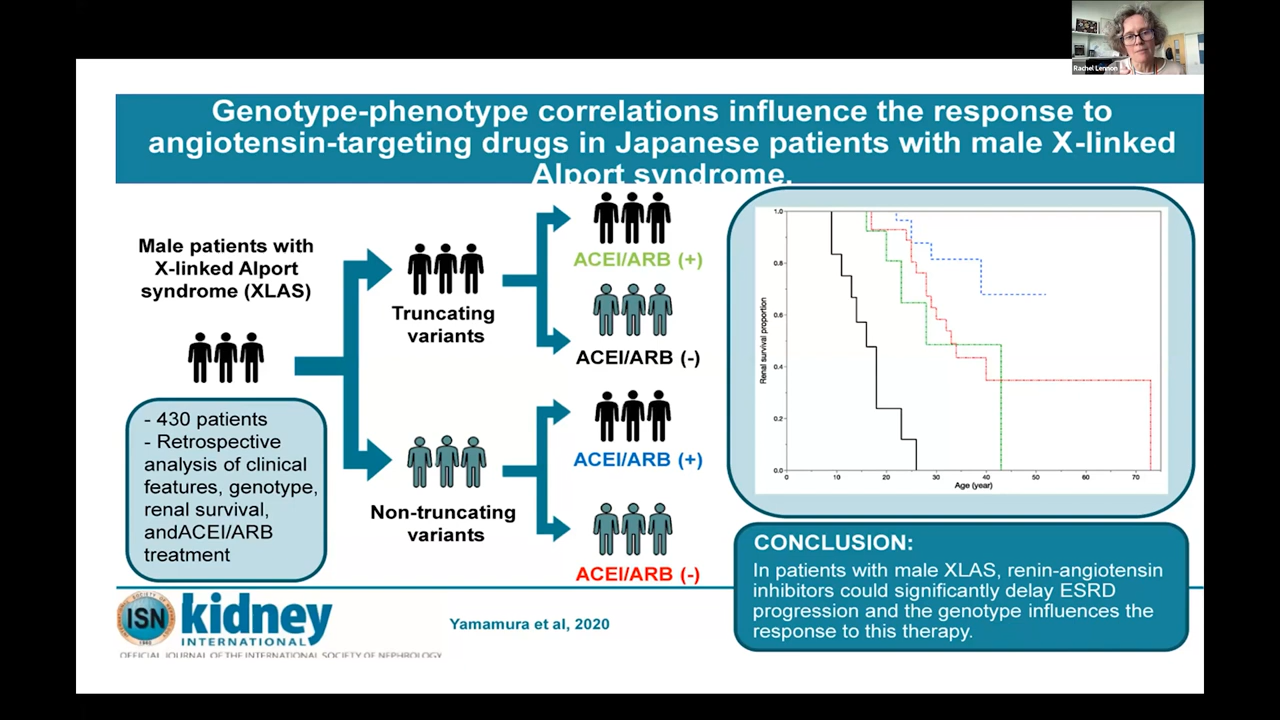 Rachel Lennon
Genotype-phenotype correlations influence the response to
angiotensin-targeting drugs in Japanese patients with male X-linked
Alport syndrome.
Male patients with
X-linked Alport
syndrome (XLAS)
- 430 patients
- Retrospective
analysis of clinical
features, genotype,
renal survival,
andACEI/ARB
treatment
Truncating
variants
Non-truncating
variants
ACEI/ARB (+)
ACEI/ARB (-)
ACEI/ARB (+)
ACEI/ARB (-)
Renal survival proportion
1.0
0.8
0.6
0.4
0.2
0.0
0 10 20 30 40 50 60 70
Age (year)
CONCLUSION:
In patients with male XLAS, renin-angiotensin
inhibitors could significantly delay ESRD
progression and the genotype influences the
response to this therapy.
ISN
kidney
INTERNATIONAL
OFFICIAL JOURNAL OF THE INTERNATIONAL SOCIETY OF NEPHROLOGY
Yamamura et al, 2020